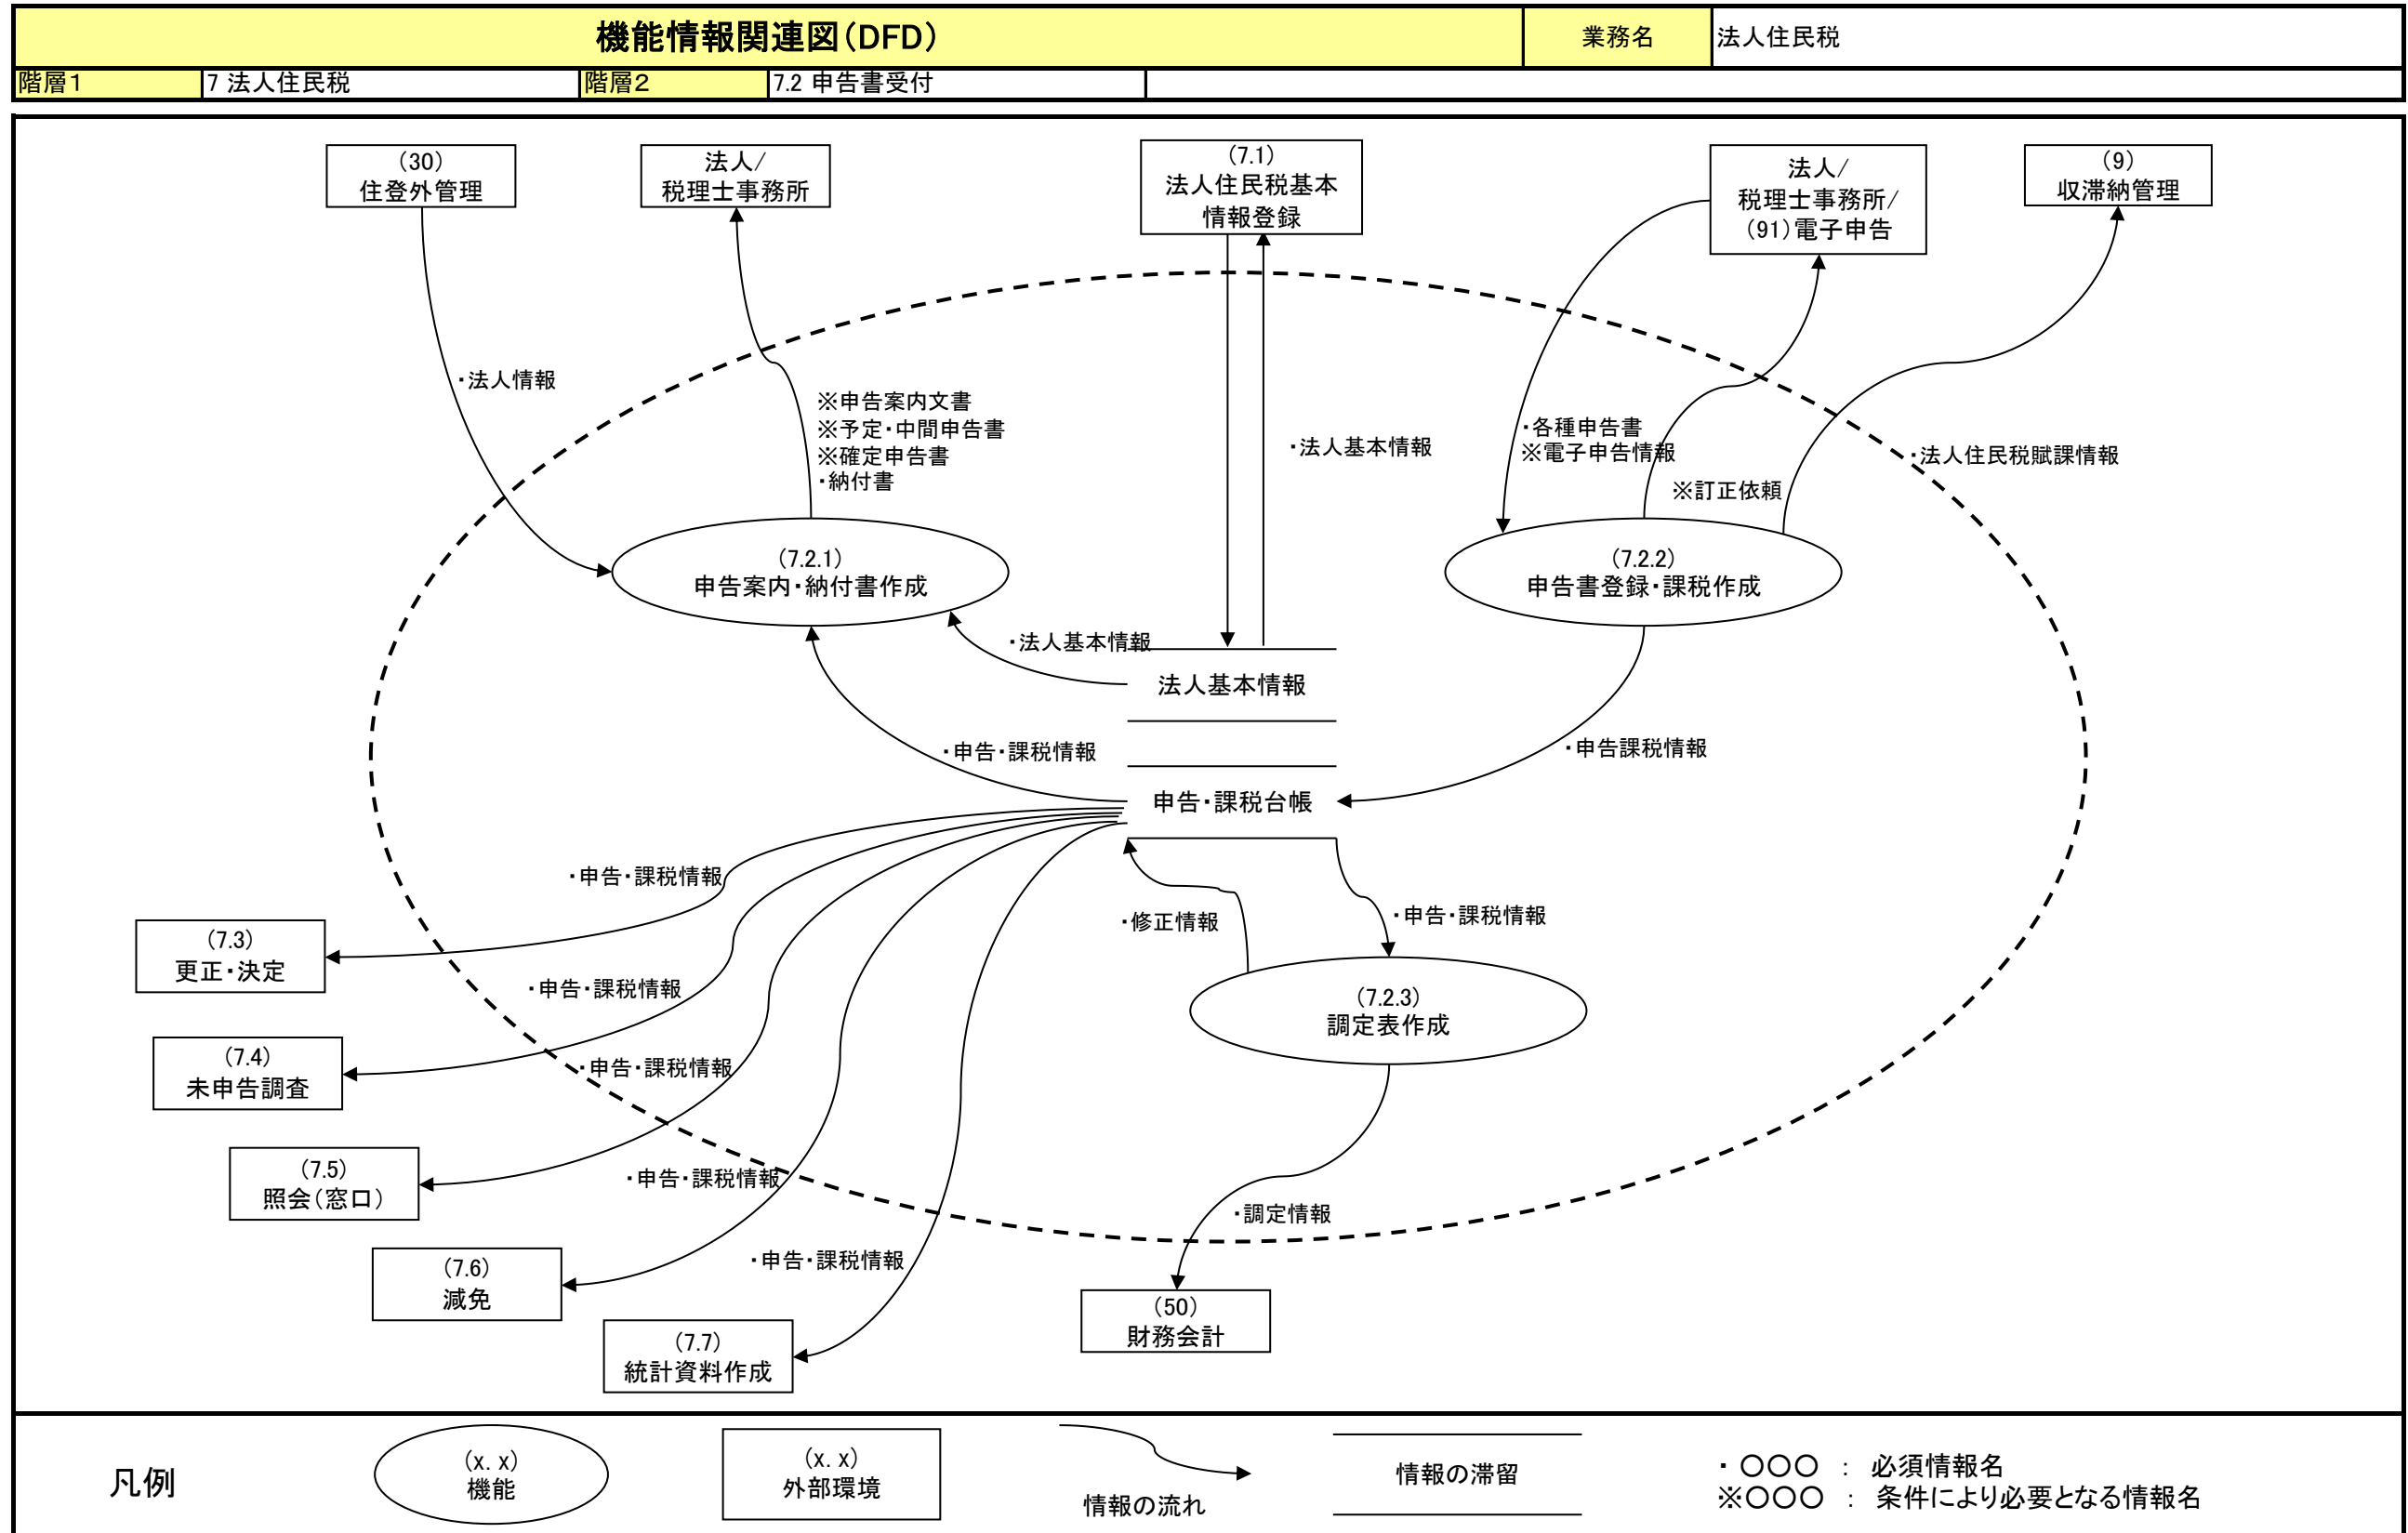 機能情報関連図（DFD）
業務名
法人住民税
階層１
7 法人住民税
階層２
7.2 申告書受付
（30）
住登外管理
法人/
税理士事務所
（7.1）
法人住民税基本
情報登録
法人/
税理士事務所/
（91）電子申告
（9）
収滞納管理
・法人情報
※申告案内文書
※予定・中間申告書
※確定申告書
・納付書
・法人基本情報
・各種申告書
※電子申告情報
※訂正依頼
・法人住民税賦課情報
（7.2.1）
申告案内・納付書作成
（7.2.2）
申告書登録・課税作成
・法人基本情報
法人基本情報
・申告・課税情報
・申告課税情報
申告・課税台帳
・申告・課税情報
・修正情報
・申告・課税情報
（7.3）
更正・決定
・申告・課税情報
（7.2.3）
調定表作成
（7.4）
未申告調査
・申告・課税情報
（7.5）
照会（窓口）
・申告・課税情報
・調定情報
・申告・課税情報
（7.6）
減免
（50）
財務会計
（7.7）
統計資料作成
凡例
（x. x）
機能
（x. x）
外部環境
情報の流れ
情報の滞留
・ 〇〇〇 ： 必須情報名
※〇〇〇 ： 条件により必要となる情報名